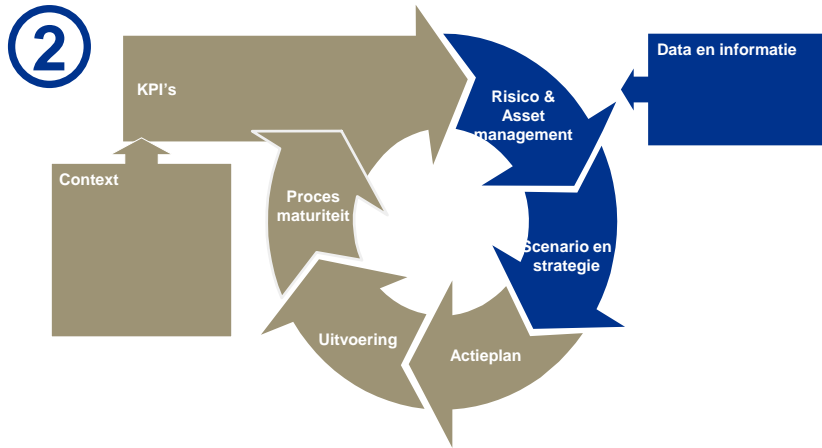 2
KPI's
Data en informatie
Risico &
Asset
management
Context
Proces
maturiteit
Scenario en
strategie
Uitvoering
Actieplan